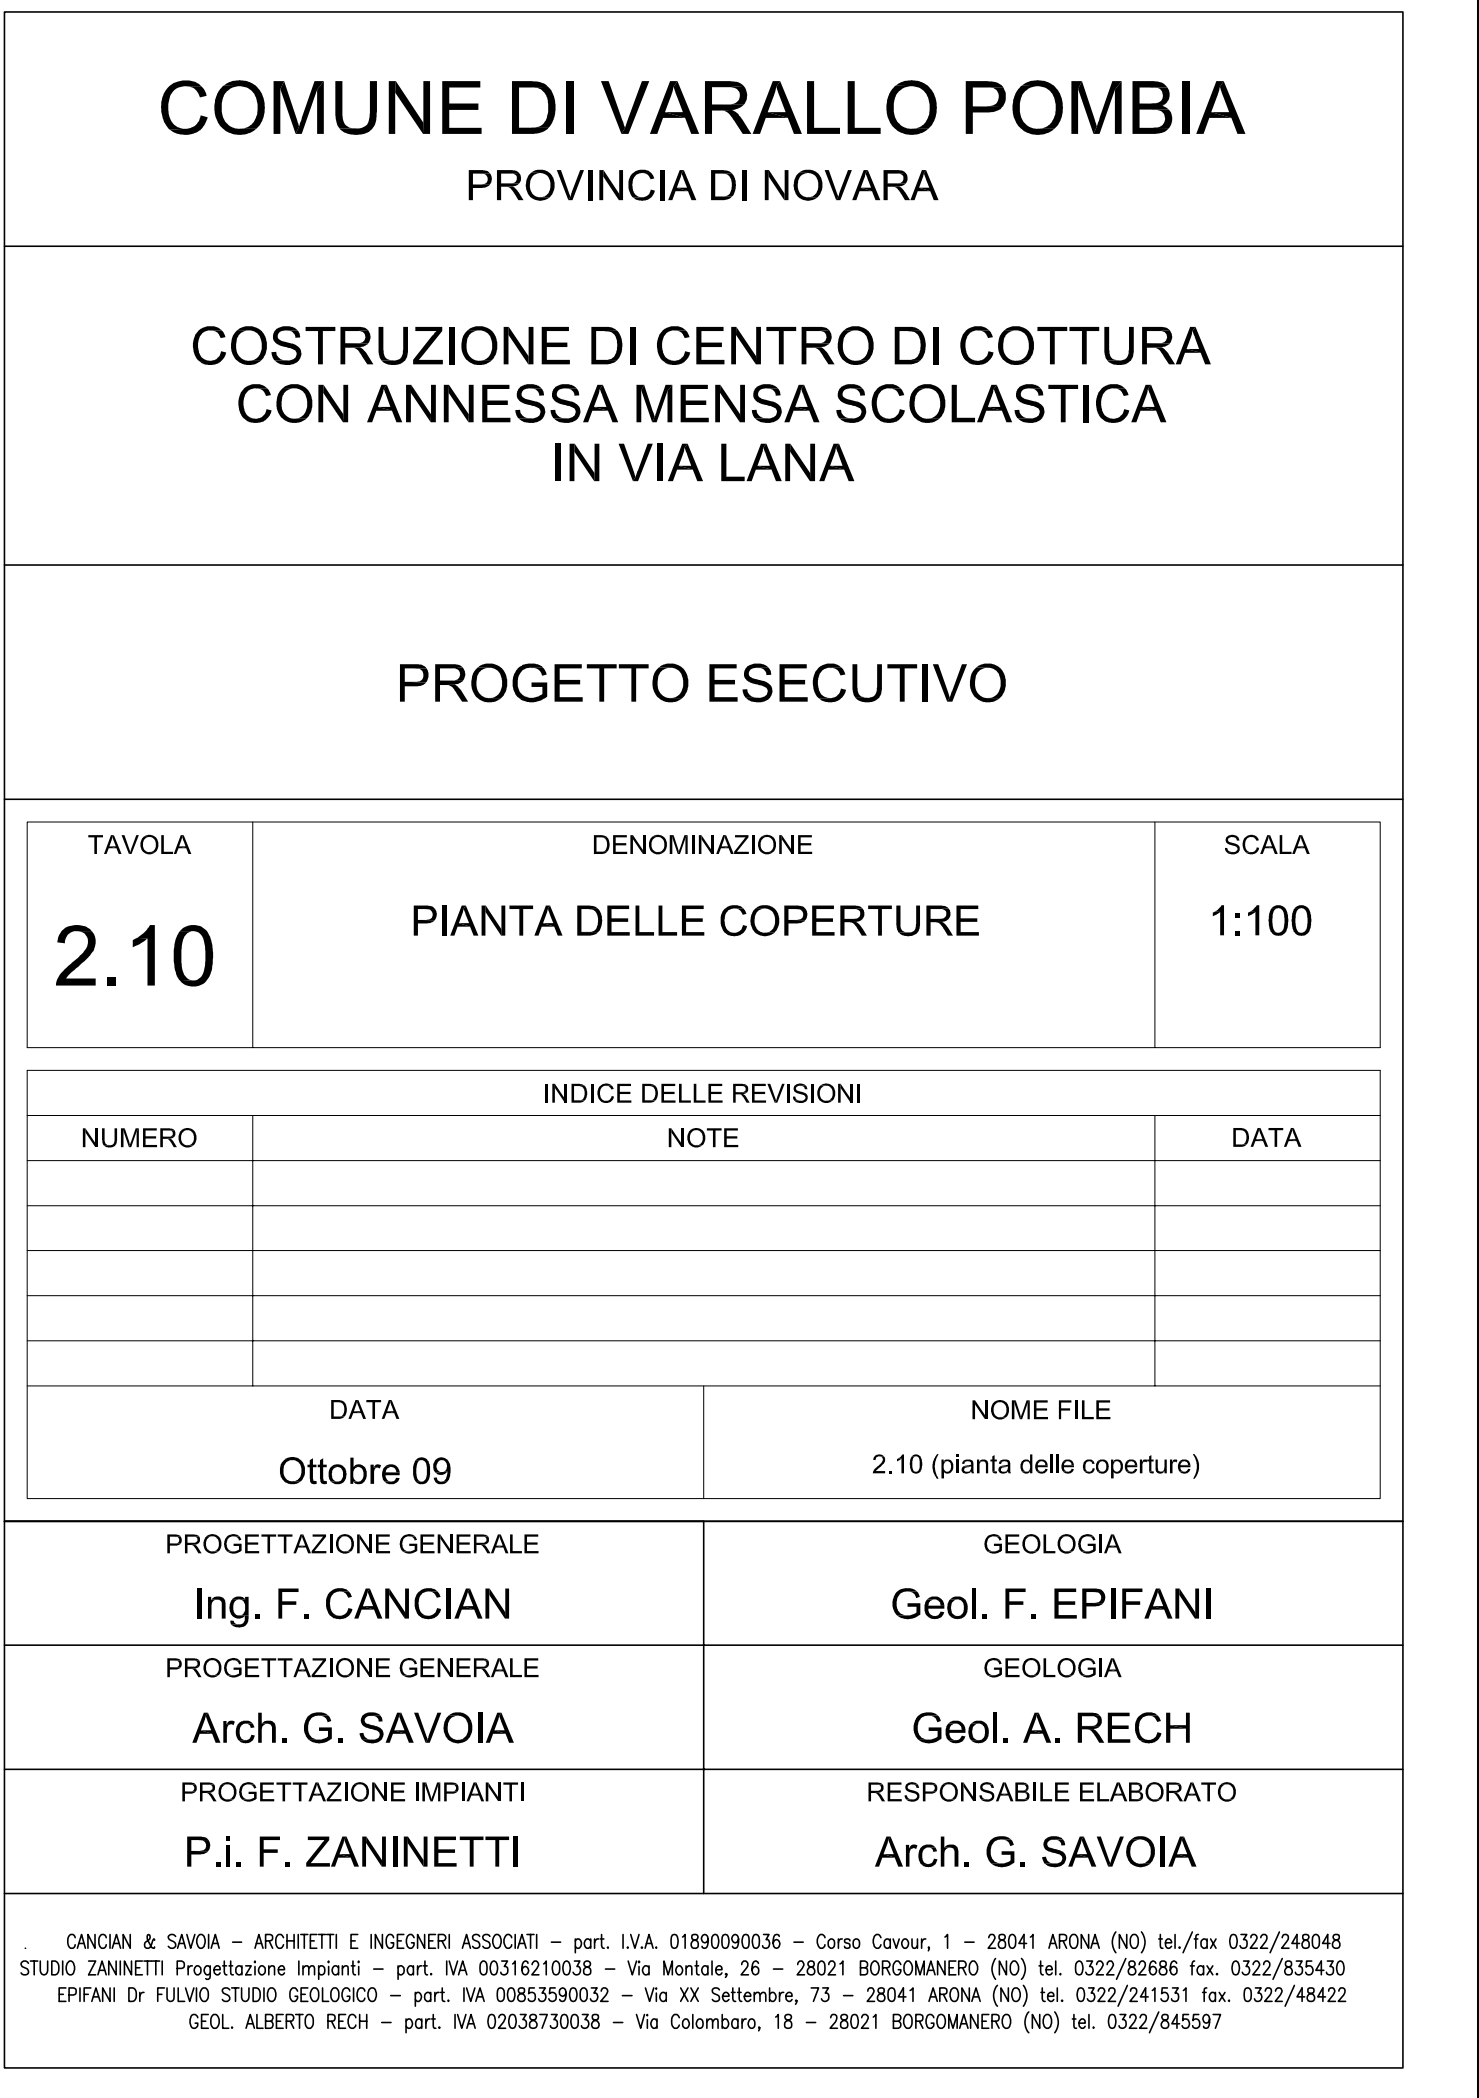 COMUNE DI VARALLO POMBIA
PROVINCIA DI NOVARA
COSTRUZIONE DI CENTRO DI COTTURA
CON ANNESSA MENSA SCOLASTICA
IN VIA LANA
PROGETTO ESECUTIVO
TAVOLA
2.10
DENOMINAZIONE
PIANTA DELLE COPERTURE
SCALA
1:100
INDICE DELLE REVISIONI
NUMERO NOTE DATA
DATA
Ottobre 09
NOME FILE
2.10 (pianta delle coperture)
PROGETTAZIONE GENERALE
Ing. F. CANCIAN
GEOLOGIA
Geol. F. EPIFANI
PROGETTAZIONE GENERALE
Arch. G. SAVOIA
GEOLOGIA
Geol. A. RECH
PROGETTAZIONE IMPIANTI
P.i. F. ZANINETTI
RESPONSABILE ELABORATO
Arch. G. SAVOIA
. CANCIAN & SAVOIA – ARCHITETTI E INGEGNERI ASSOCIATI – part. I.V.A. 01890090036 – Corso Cavour, 1 – 28041 ARONA (NO) tel./fax 0322/248048
STUDIO ZANINETTI Progettazione Impianti – part. IVA 00316210038 – Via Montale, 26 – 28021 BORGOMANERO (NO) tel. 0322/82686 fax. 0322/835430
EPIFANI Dr FULVIO STUDIO GEOLOGICO – part. IVA 00853590032 – Via XX Settembre, 73 – 28041 ARONA (NO) tel. 0322/241531 fax. 0322/48422
GEOL. ALBERTO RECH – part. IVA 02038730038 – Via Colombaro, 18 – 28021 BORGOMANERO (NO) tel. 0322/845597